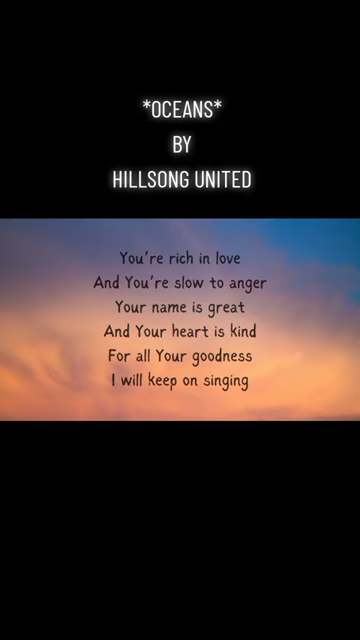 *OCEANS*
BY
HILLSONG UNITED
You're rich in love
And You're slow to anger
Your name is great
And Your heart is kind
For all Your goodness
I will keep on singing